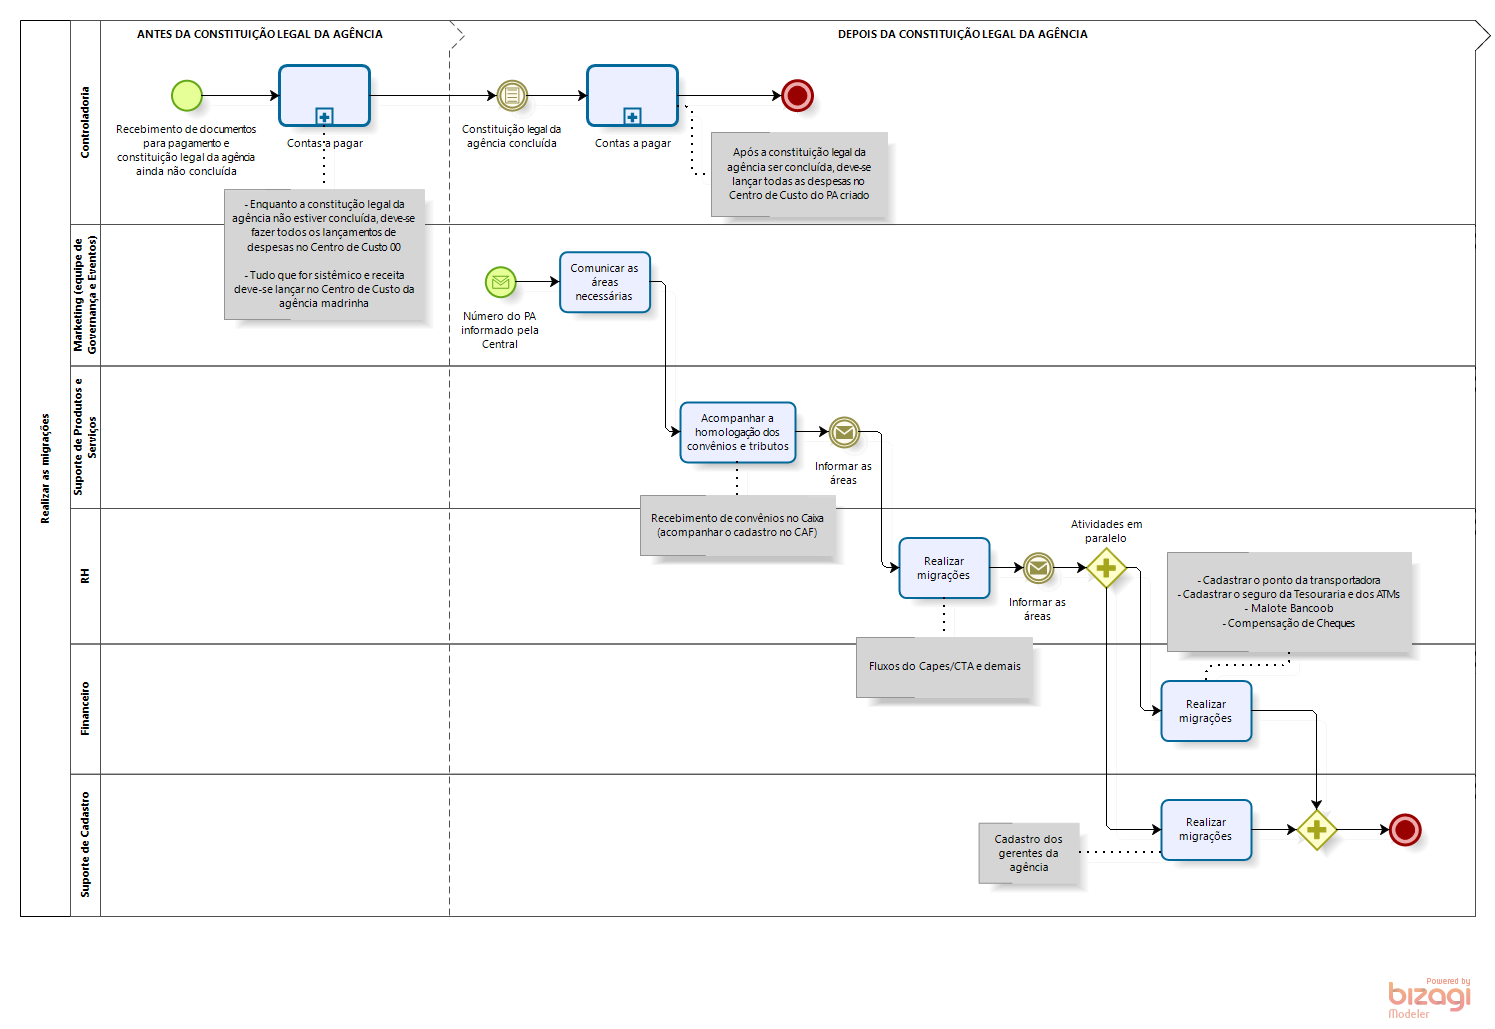 ANTES DA CONSTITUIÇÃO LEGAL DA AGÊNCIA
DEPOIS DA CONSTITUIÇÃO LEGAL DA AGÊNCIA
Realizar as migrações
Controladoria
Recebimento de documentos
para pagamento e
constituição legal da agência
ainda não concluída
Contas a pagar
Constituição legal da
agência concluída
Contas a pagar
Após a constituição legal da
agência ser concluída, deve-se
lançar todas as despesas no
Centro de Custo do PA criado
- Enquanto a constitução legal da
agência não estiver concluída, deve-se
fazer todos os lançamentos de
despesas no Centro de Custo 00
- Tudo que for sistêmico e receita
deve-se lançar no Centro de Custo da
agência madrinha
Marketing (equipe de
Governança e Eventos)
Número do PA
informado pela
Central
Comunicar as
áreas
necessárias
Suporte de Produtos e
Serviços
Acompanhar a
homologação dos
convênios e tributos
Informar as
áreas
Recebimento de convênios no Caixa
(acompanhar o cadastro no CAF)
RH
Realizar
migrações
Informar as
áreas
Atividades em
paralelo
- Cadastrar o ponto da transportadora
- Cadastrar o seguro da Tesouraria e dos ATMs
- Malote Bancoob
- Compensação de Cheques
Fluxos do Capes/CTA e demais
Financeiro
Realizar
migrações
Suporte de Cadastro
Cadastro dos
gerentes da
agência
Realizar
migrações
Powered by
bizagi
Modeler